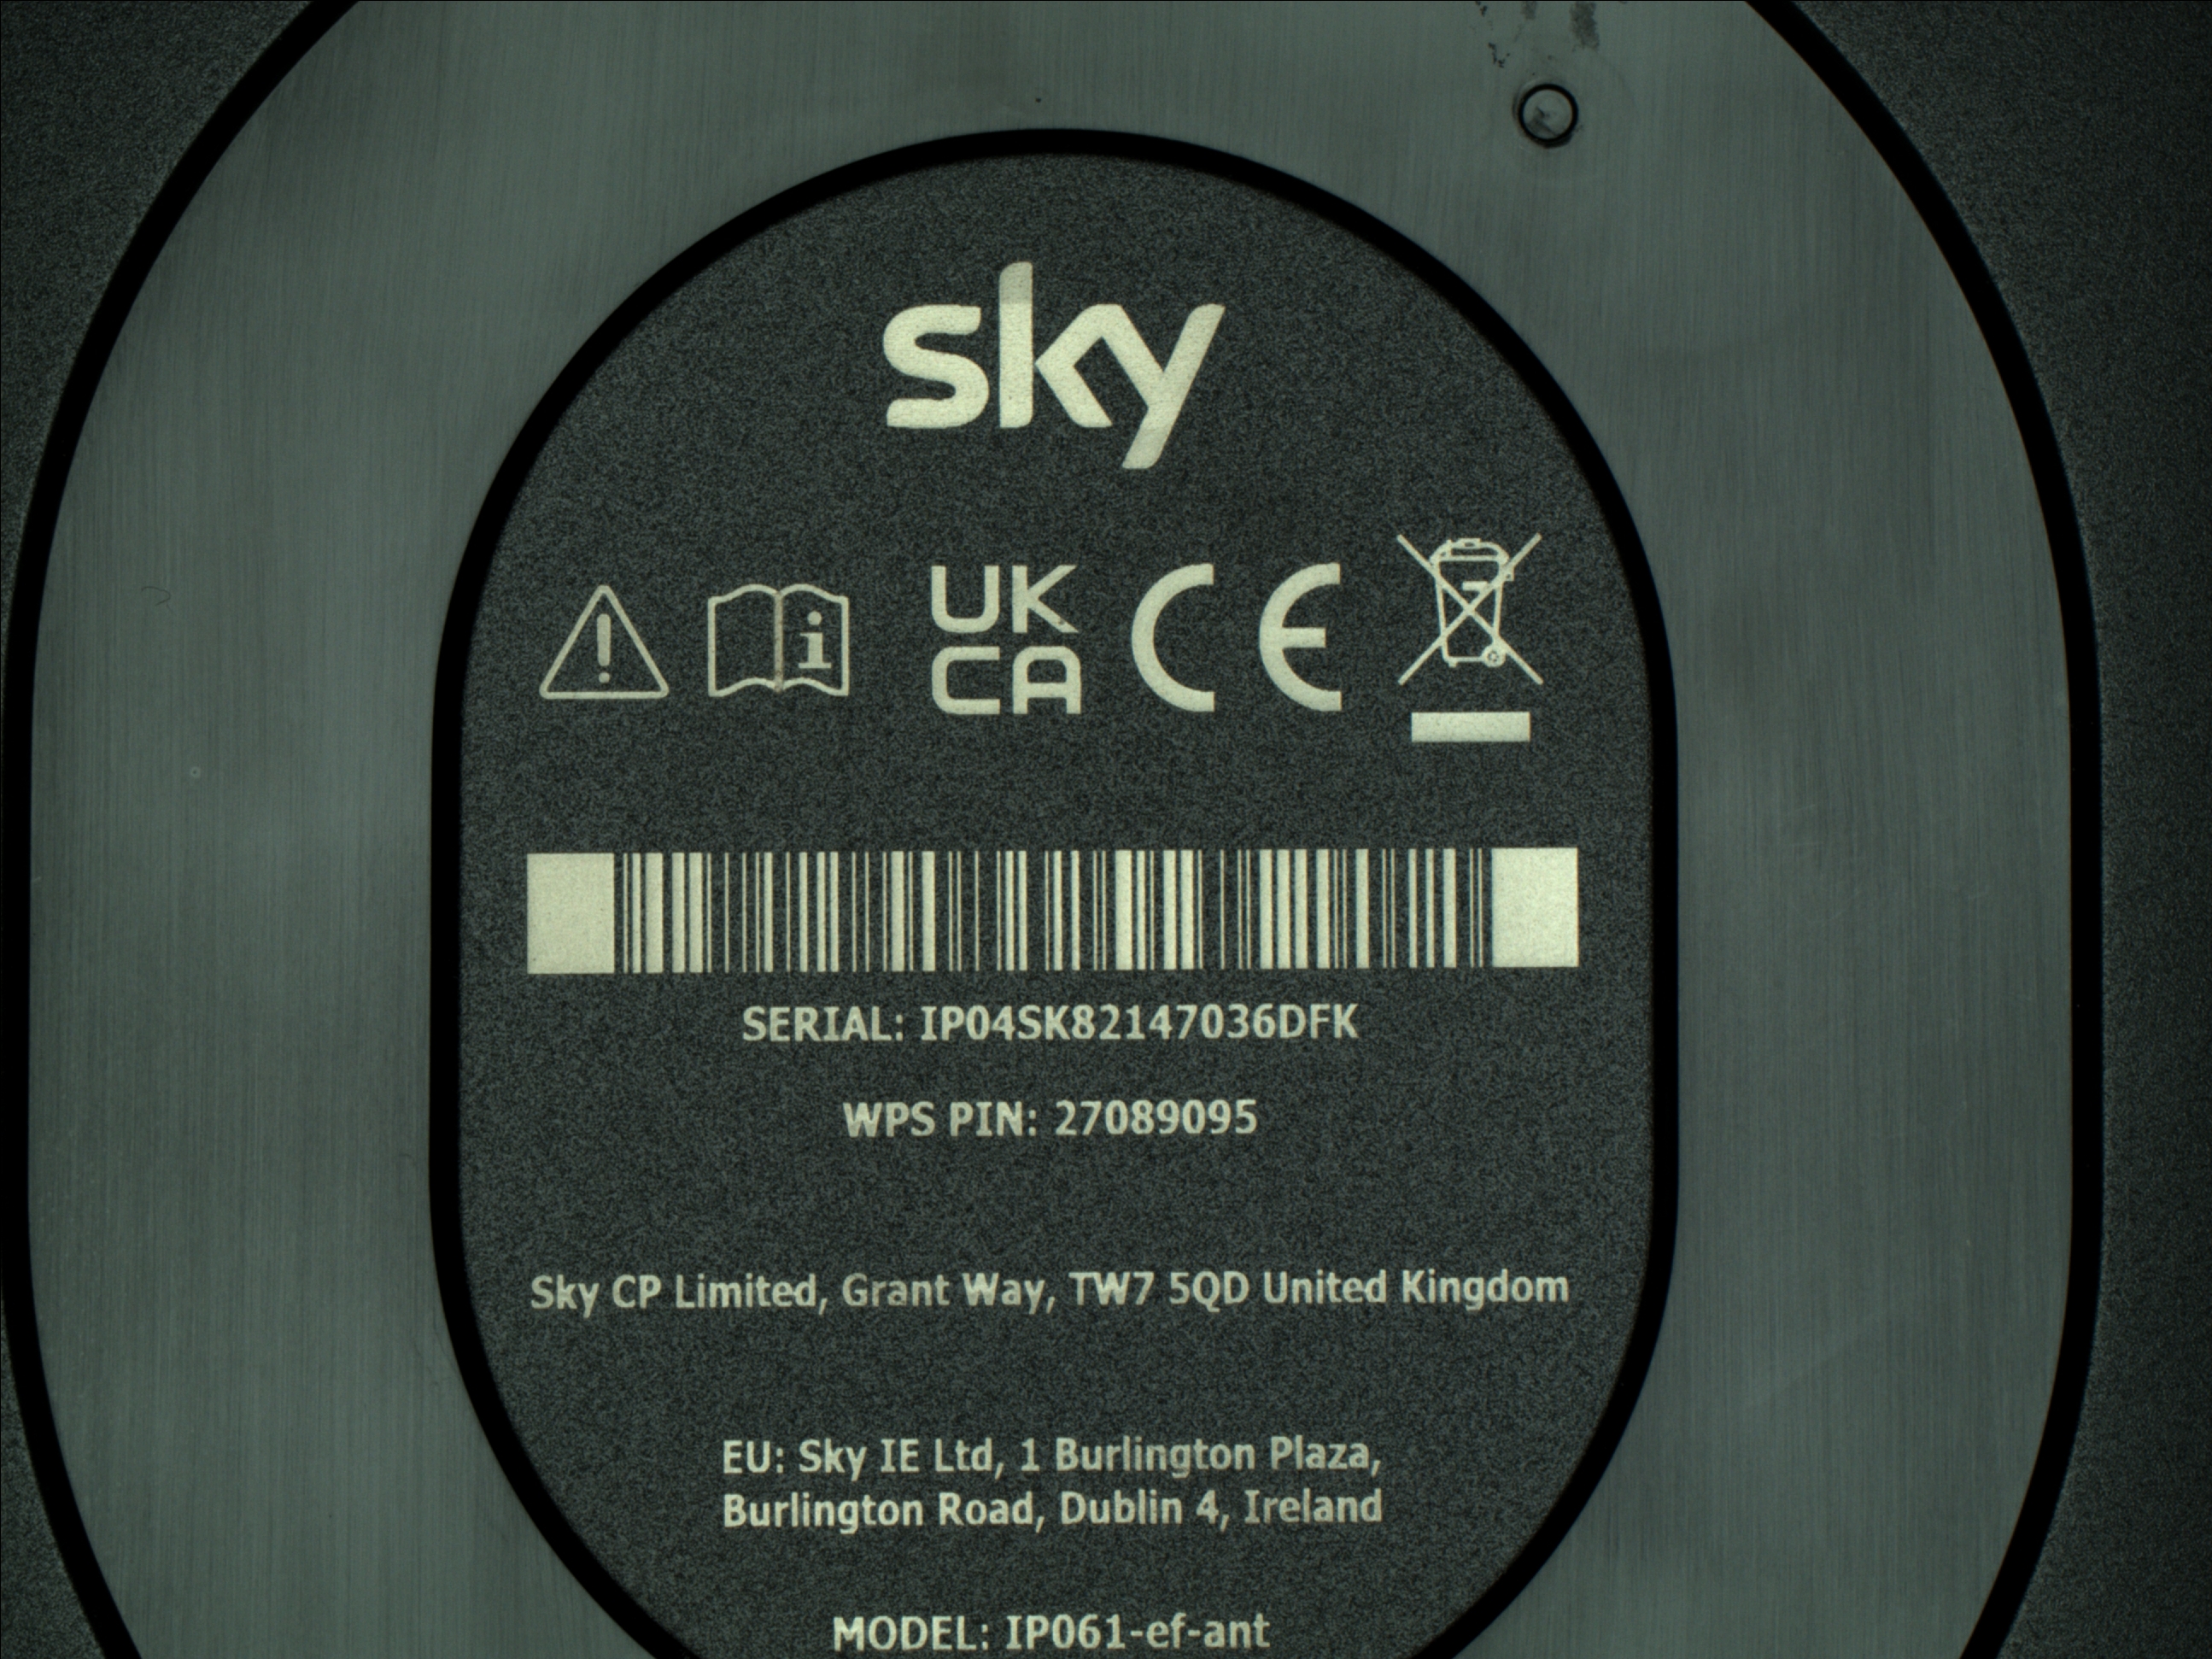 sky
UK
CA
CE
SERIAL: IP04SK82147036DFK
WPS PIN: 27089095
Sky CP Limited, Grant Way, TW7 5QD United Kingdom
EU: Sky IE Ltd, 1 Burlington Plaza,
Burlington Road, Dublin 4, Ireland
MODEL: IP061-ef-ant